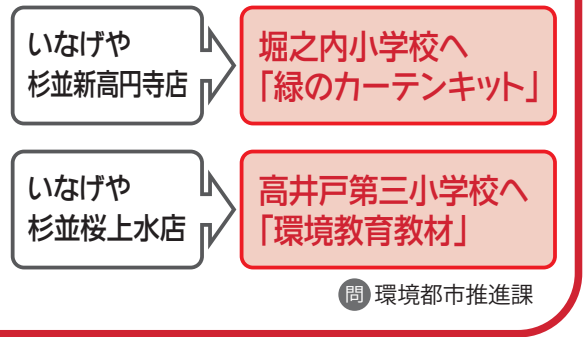 いなげや
杉並新高円寺店
堀之内小学校へ
「緑のカーテンキット」
いなげや
杉並桜上水店
高井戸第三小学校へ
「環境教育教材」
問 環境都市推進課